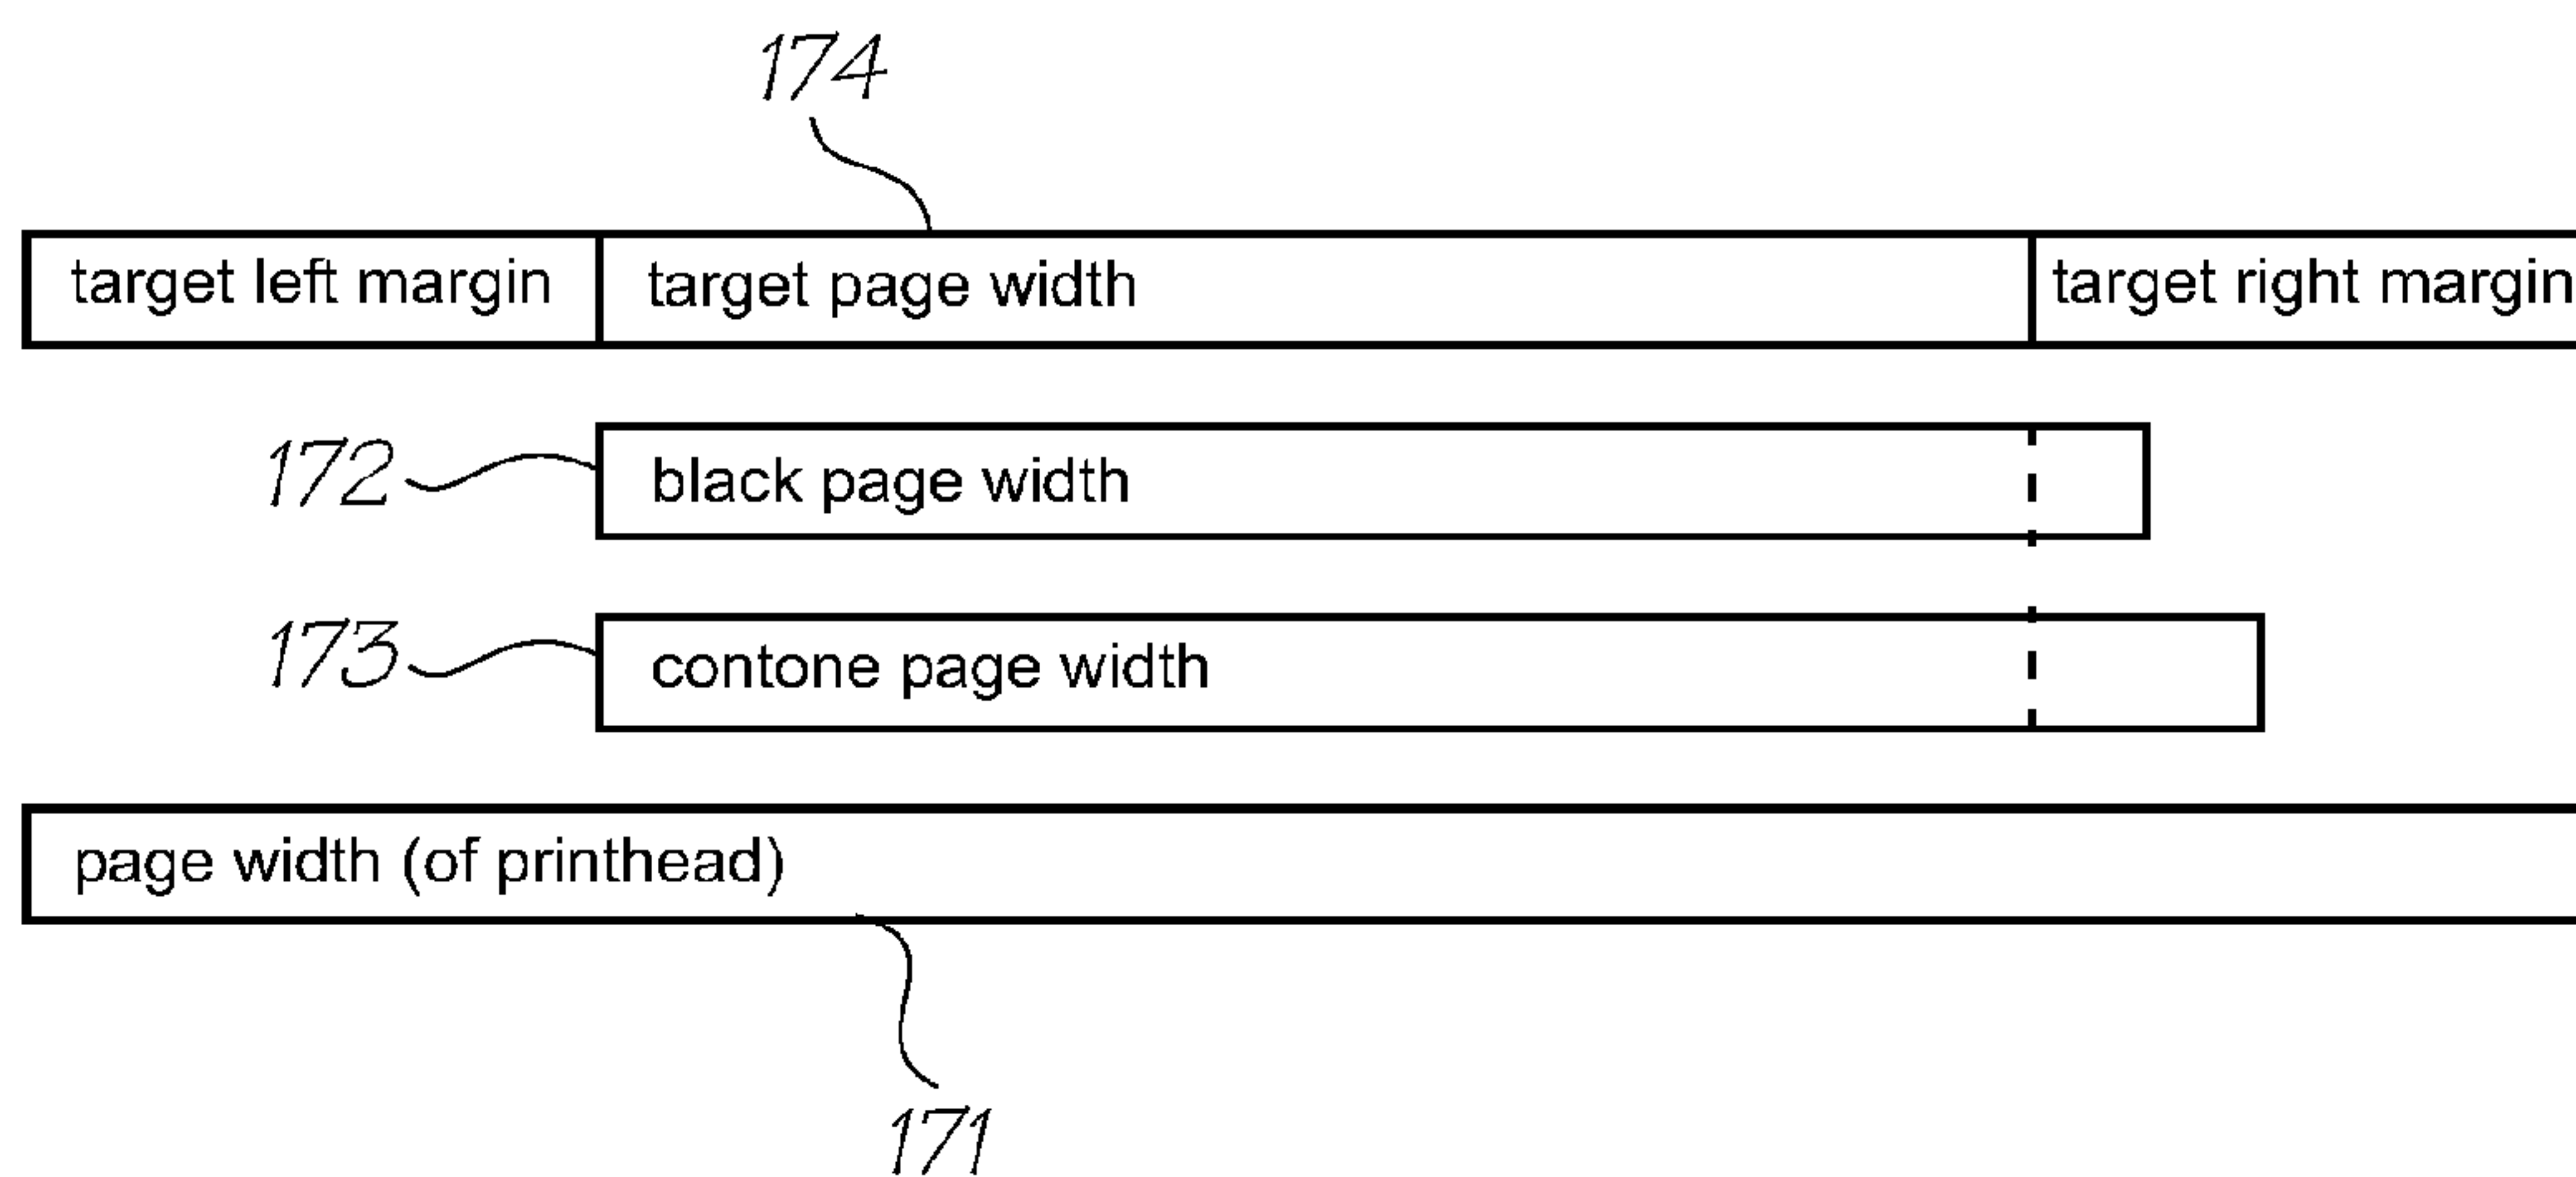 174
target left margin target page width target right margin
172 black page width
173 contone page width
page width (of printhead)
171